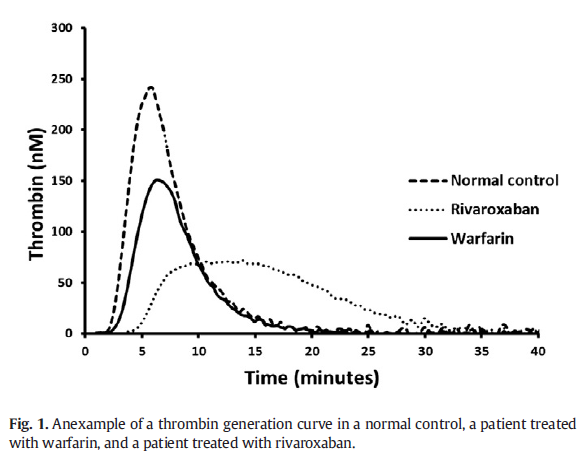 300
250
200
150
100
50
0
Thrombin (nM)
Normal control
Rivaroxaban
Warfarin
0 5 10 15 20 25 30 35 40
Time (minutes)
Fig. 1. Anexample of a thrombin generation curve in a normal control, a patient treated
with warfarin, and a patient treated with rivaroxaban.